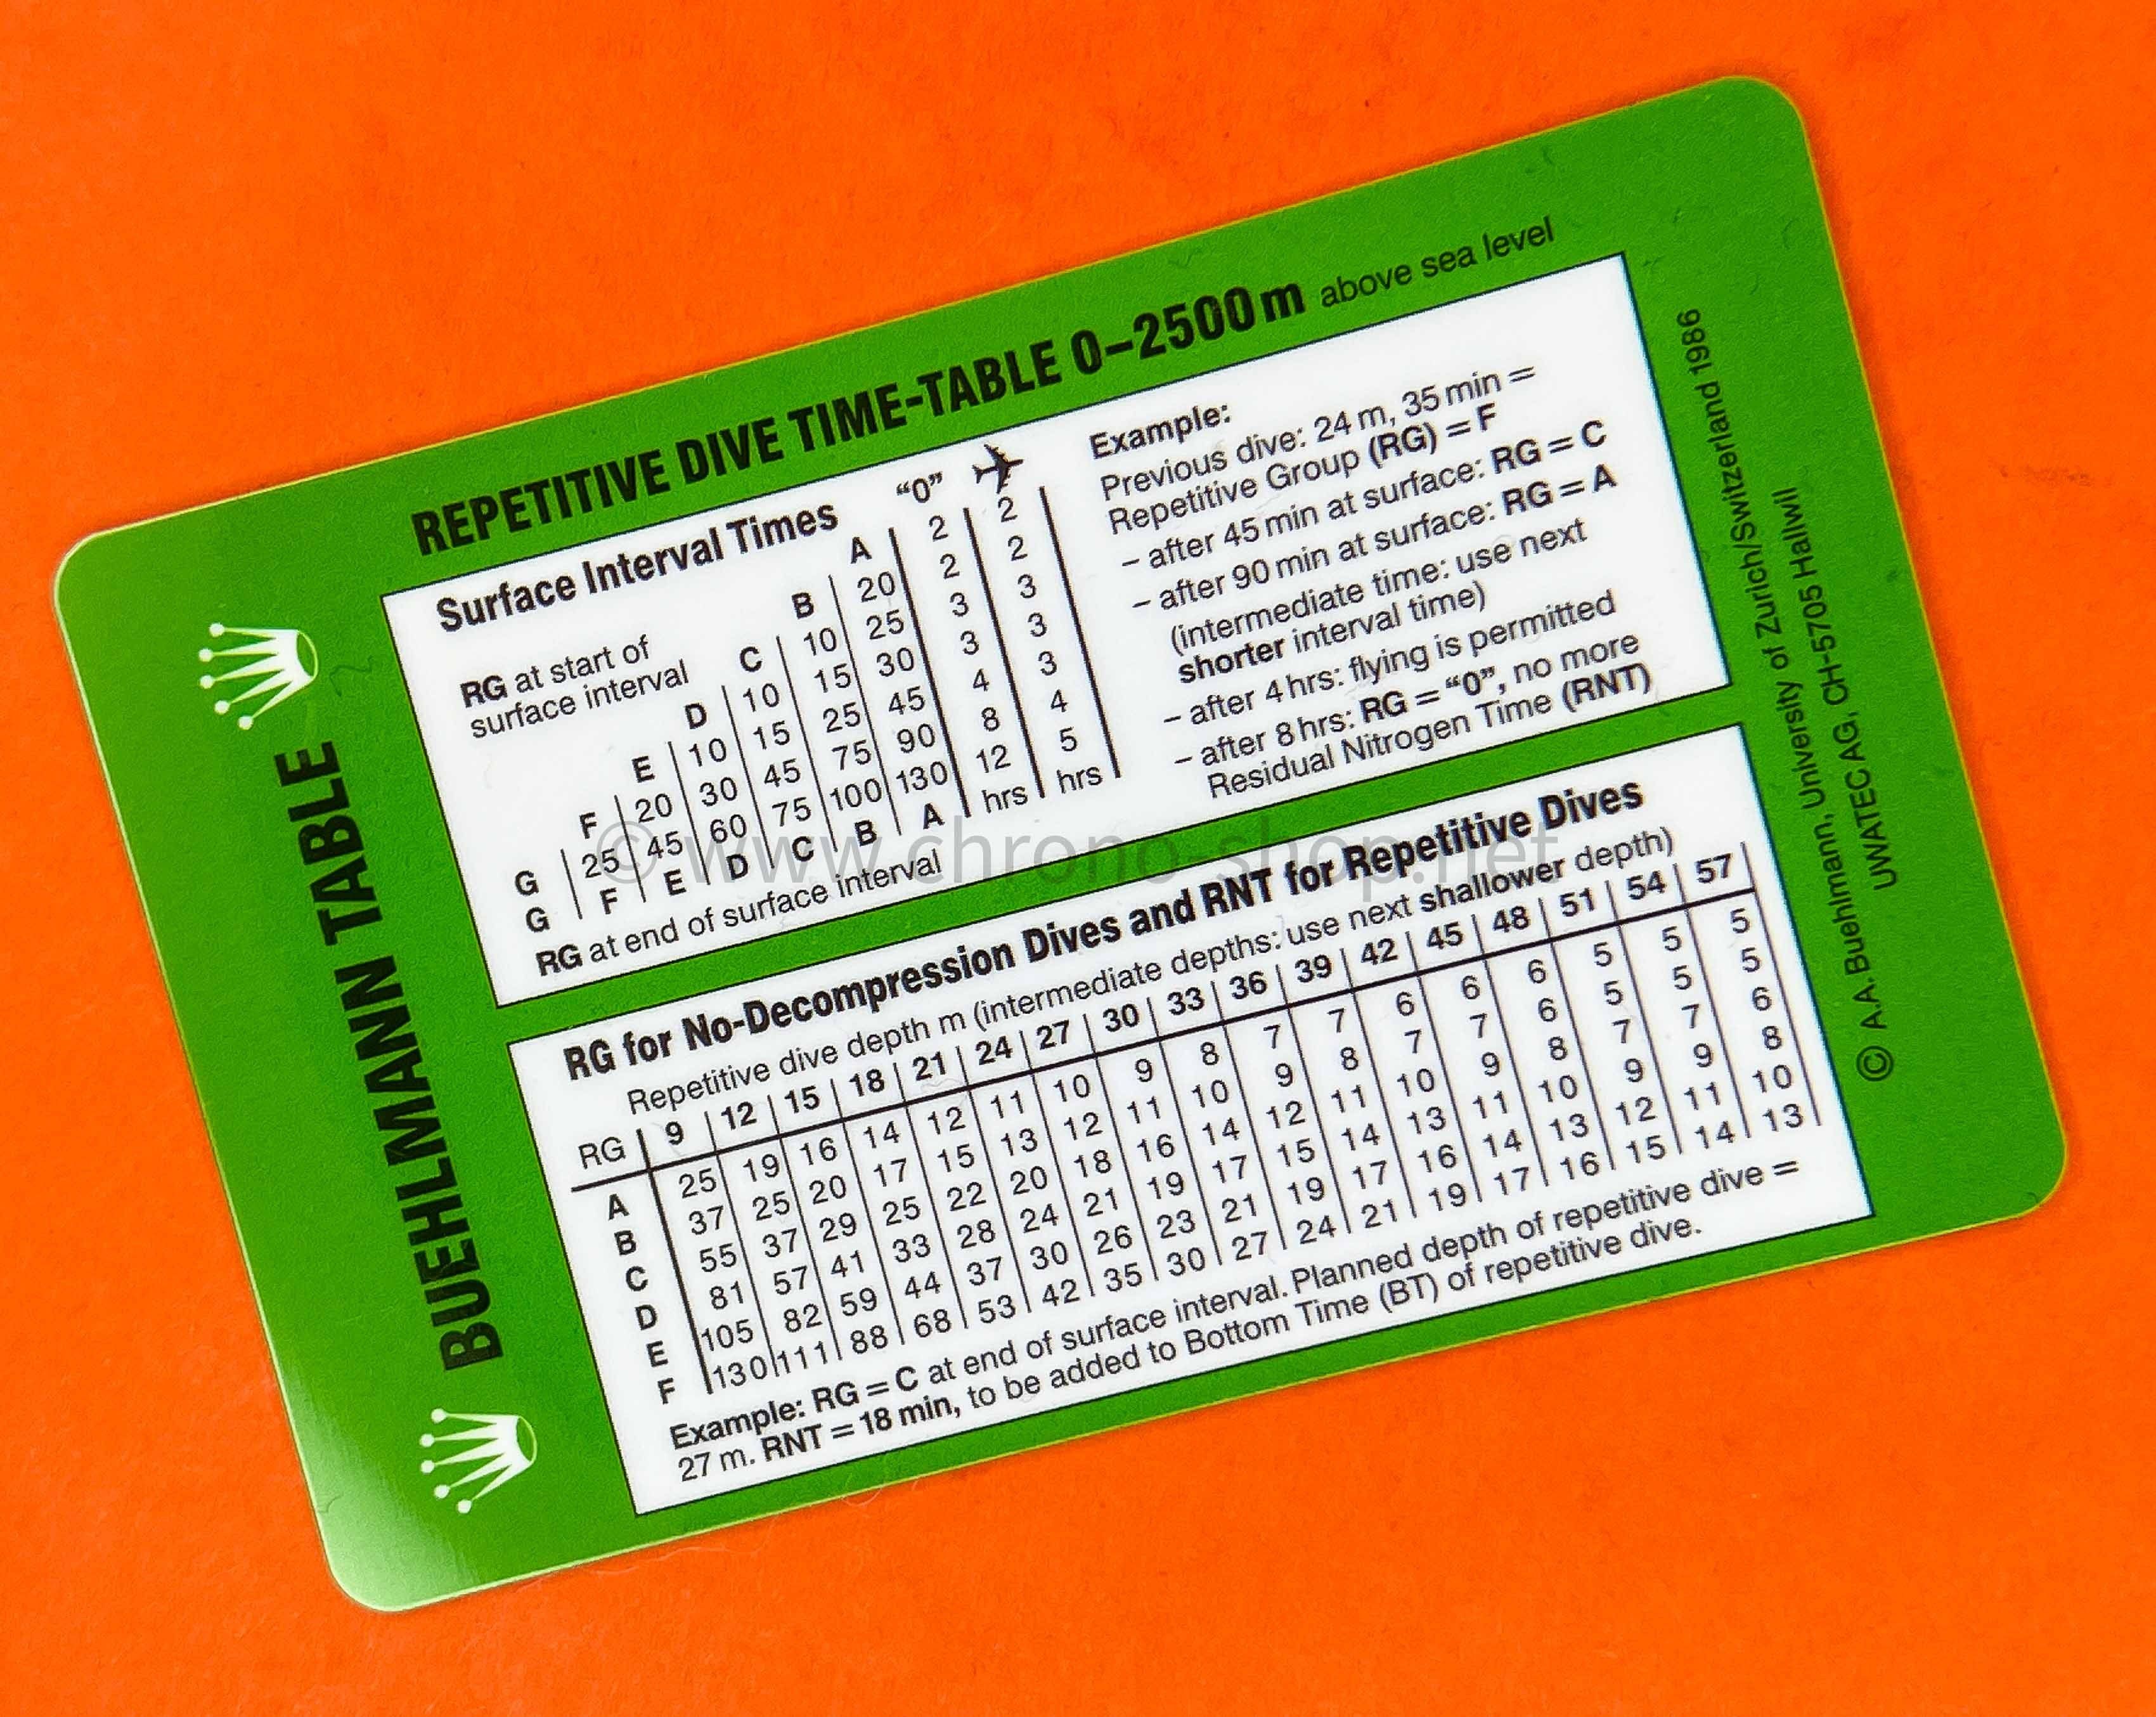 BUEHLMANN TABLE
REPETITIVE DIVE TIME-TABLE 0–2500 m above sea level
Surface Interval Times
"0"
RG at start of
surface interval
A 2 2
B 20 2 2
C 10 25 3 3
D 10 15 30 3 3
E 10 15 25 45 4 3
F 20 30 45 75 90 8 4
G 25 45 60 75 100 130 12 5
G F E D C B A hrs hrs
RG at end of surface interval
Example:
Previous dive: 24 m, 35 min =
Repetitive Group (RG) = F
– after 45 min at surface: RG = C
– after 90 min at surface: RG = A
(intermediate time: use next
shorter interval time)
– after 4 hrs: flying is permitted
– after 8 hrs: RG = "0", no more
Residual Nitrogen Time (RNT)
RG for No-Decompression Dives and RNT for Repetitive Dives
Repetitive dive depth m (intermediate depths: use next shallower depth)
RG 9 12 15 18 21 24 27 30 33 36 39 42 45 48 51 54 57
A 25 19 16 14 12 11 10 9 8 7 7 6 6 6 5 5 5
B 37 25 20 17 15 13 12 11 10 9 8 7 7 6 5 5 5
C 55 37 29 25 22 20 18 16 14 12 11 10 9 8 7 7 6
D 81 57 41 33 28 24 21 19 17 15 14 13 11 10 9 9 8
E 105 82 59 44 37 30 26 23 21 19 17 16 14 13 12 11 10
F 130 111 88 68 53 42 35 30 27 24 21 19 17 16 15 14 13
Example: RG = C at end of surface interval. Planned depth of repetitive dive =
27 m. RNT = 18 min, to be added to Bottom Time (BT) of repetitive dive.
© A.A. Buehlmann, University of Zurich/Switzerland 1986
UWATEC AG, CH-5705 Hallwil
© www.chrono-shop.net